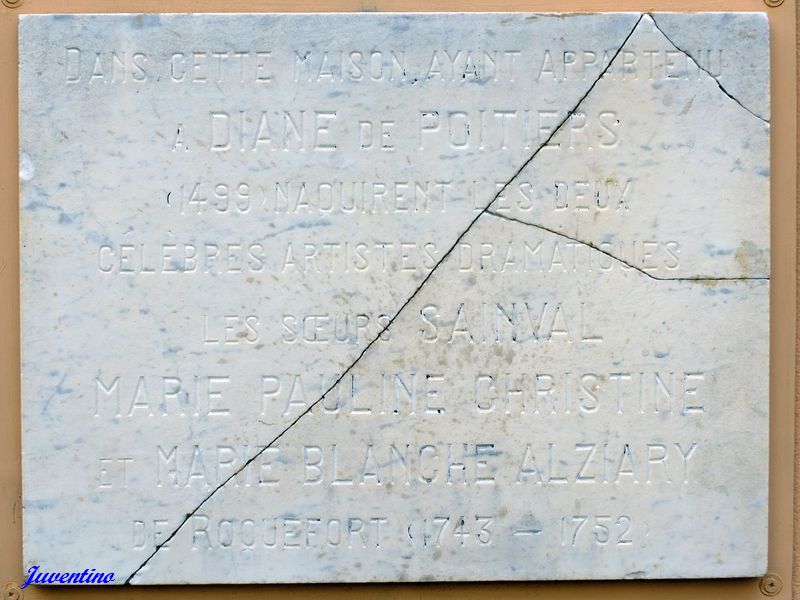 DANS CETTE MAISON AYANT APPARTENU
A DIANE DE POITIERS
(1499) NAQUIRENT LES DEUX
CÉLÈBRES ARTISTES DRAMATIQUES
LES SŒURS SAINVAL
MARIE PAULINE CHRISTINE
ET MARIE BLANCHE ALZIARY
DE ROQUEFORT (1743 – 1752)
Juventino